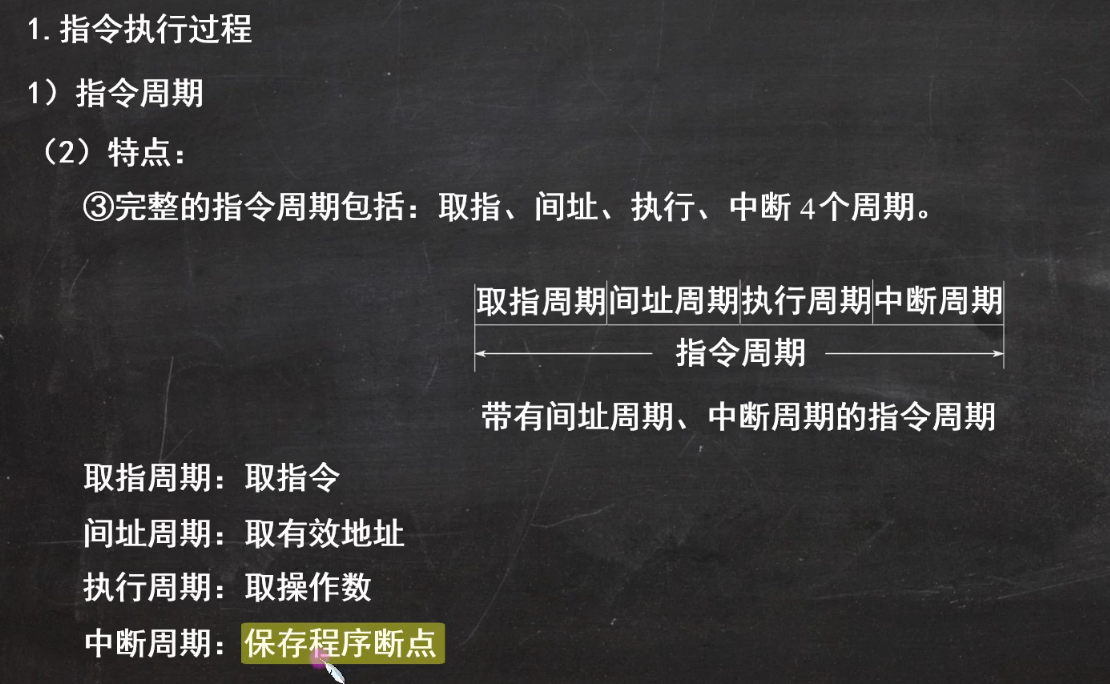 1.指令执行过程
1）指令周期
（2）特点：
③完整的指令周期包括：取指、间址、执行、中断4个周期。
取指周期 间址周期 执行周期 中断周期
指令周期
带有间址周期、中断周期的指令周期
取指周期：取指令
间址周期：取有效地址
执行周期：取操作数
中断周期：保存程序断点